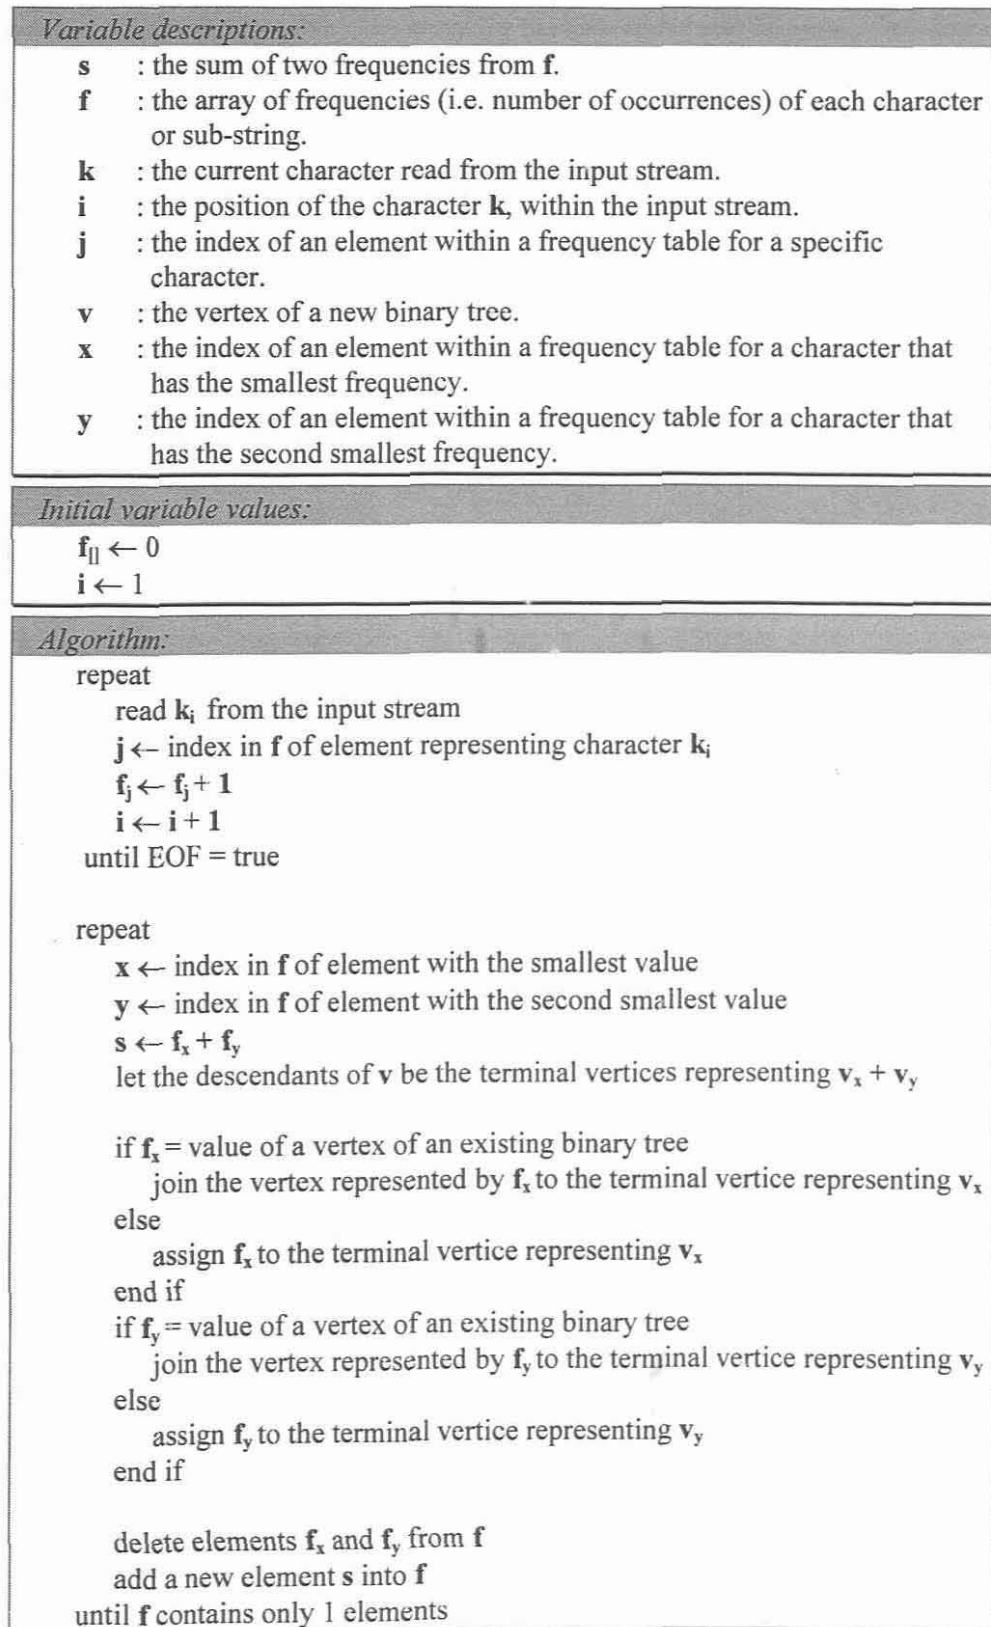 Variable descriptions:
s : the sum of two frequencies from f.
f : the array of frequencies (i.e. number of occurrences) of each character
or sub-string.
k : the current character read from the input stream.
i : the position of the character k, within the input stream.
j : the index of an element within a frequency table for a specific
character.
v : the vertex of a new binary tree.
x : the index of an element within a frequency table for a character that
has the smallest frequency.
y : the index of an element within a frequency table for a character that
has the second smallest frequency.
Initial variable values:
f[] ← 0
i ← 1
Algorithm:
repeat
read kᵢ from the input stream
j ← index in f of element representing character kᵢ
fⱼ ← fⱼ + 1
i ← i + 1
until EOF = true
repeat
x ← index in f of element with the smallest value
y ← index in f of element with the second smallest value
s ← fₓ + f_y
let the descendants of v be the terminal vertices representing vₓ + v_y
if fₓ = value of a vertex of an existing binary tree
join the vertex represented by fₓ to the terminal vertice representing vₓ
else
assign fₓ to the terminal vertice representing vₓ
end if
if f_y = value of a vertex of an existing binary tree
join the vertex represented by f_y to the terminal vertice representing v_y
else
assign f_y to the terminal vertice representing v_y
end if
delete elements fₓ and f_y from f
add a new element s into f
until f contains only 1 elements